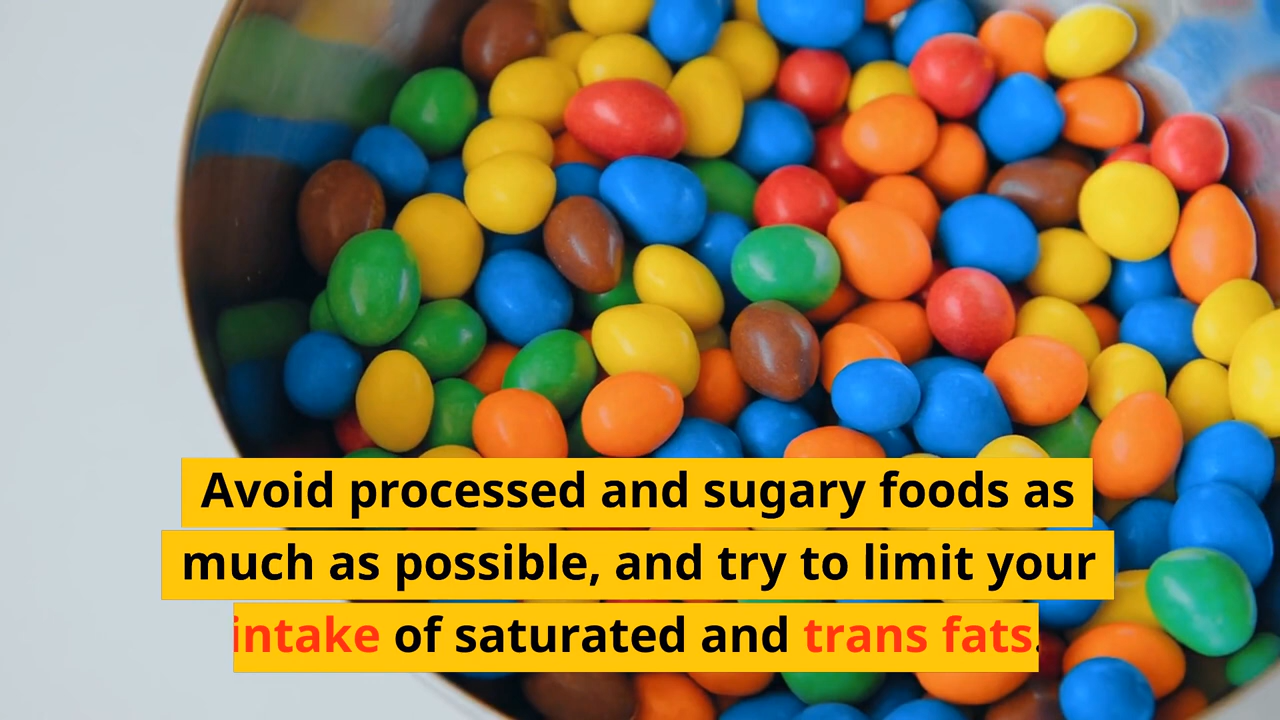 Avoid processed and sugary foods as
much as possible, and try to limit your
intake of saturated and trans fats.